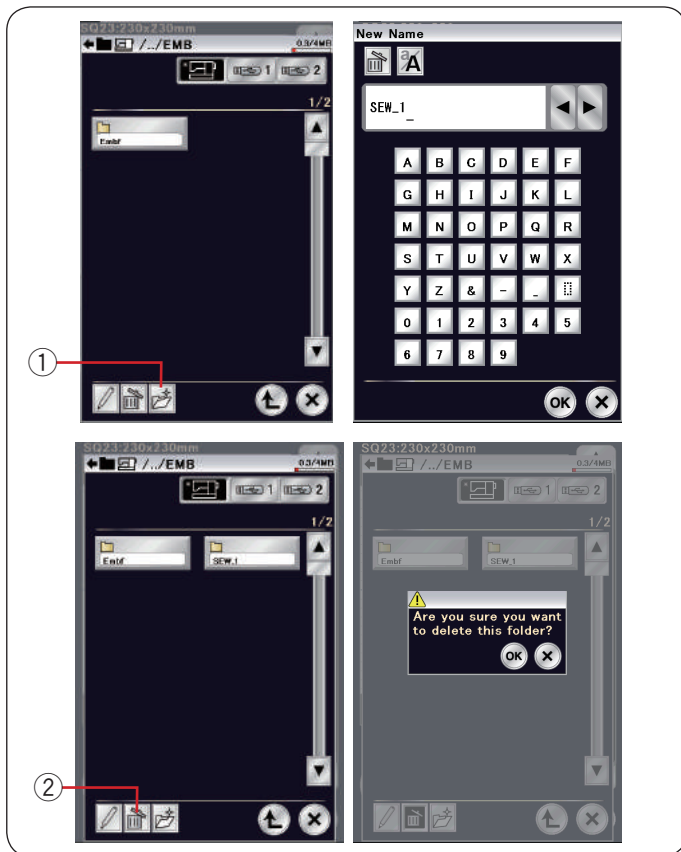 SQ23:230x230mm
/../EMB 0.3/4MB
1 2
1/2
Embf
①
New Name
a/A
SEW_1_
A B C D E F
G H I J K L
M N O P Q R
S T U V W X
Y Z & - _
0 1 2 3 4 5
6 7 8 9
OK
SQ23:230x230mm
/../EMB 0.3/4MB
1 2
1/2
Embf SEW_1
②
SQ23:230x230mm
/../EMB 0.3/4MB
1 2
1/2
Embf SEW_1
Are you sure you want
to delete this folder?
OK